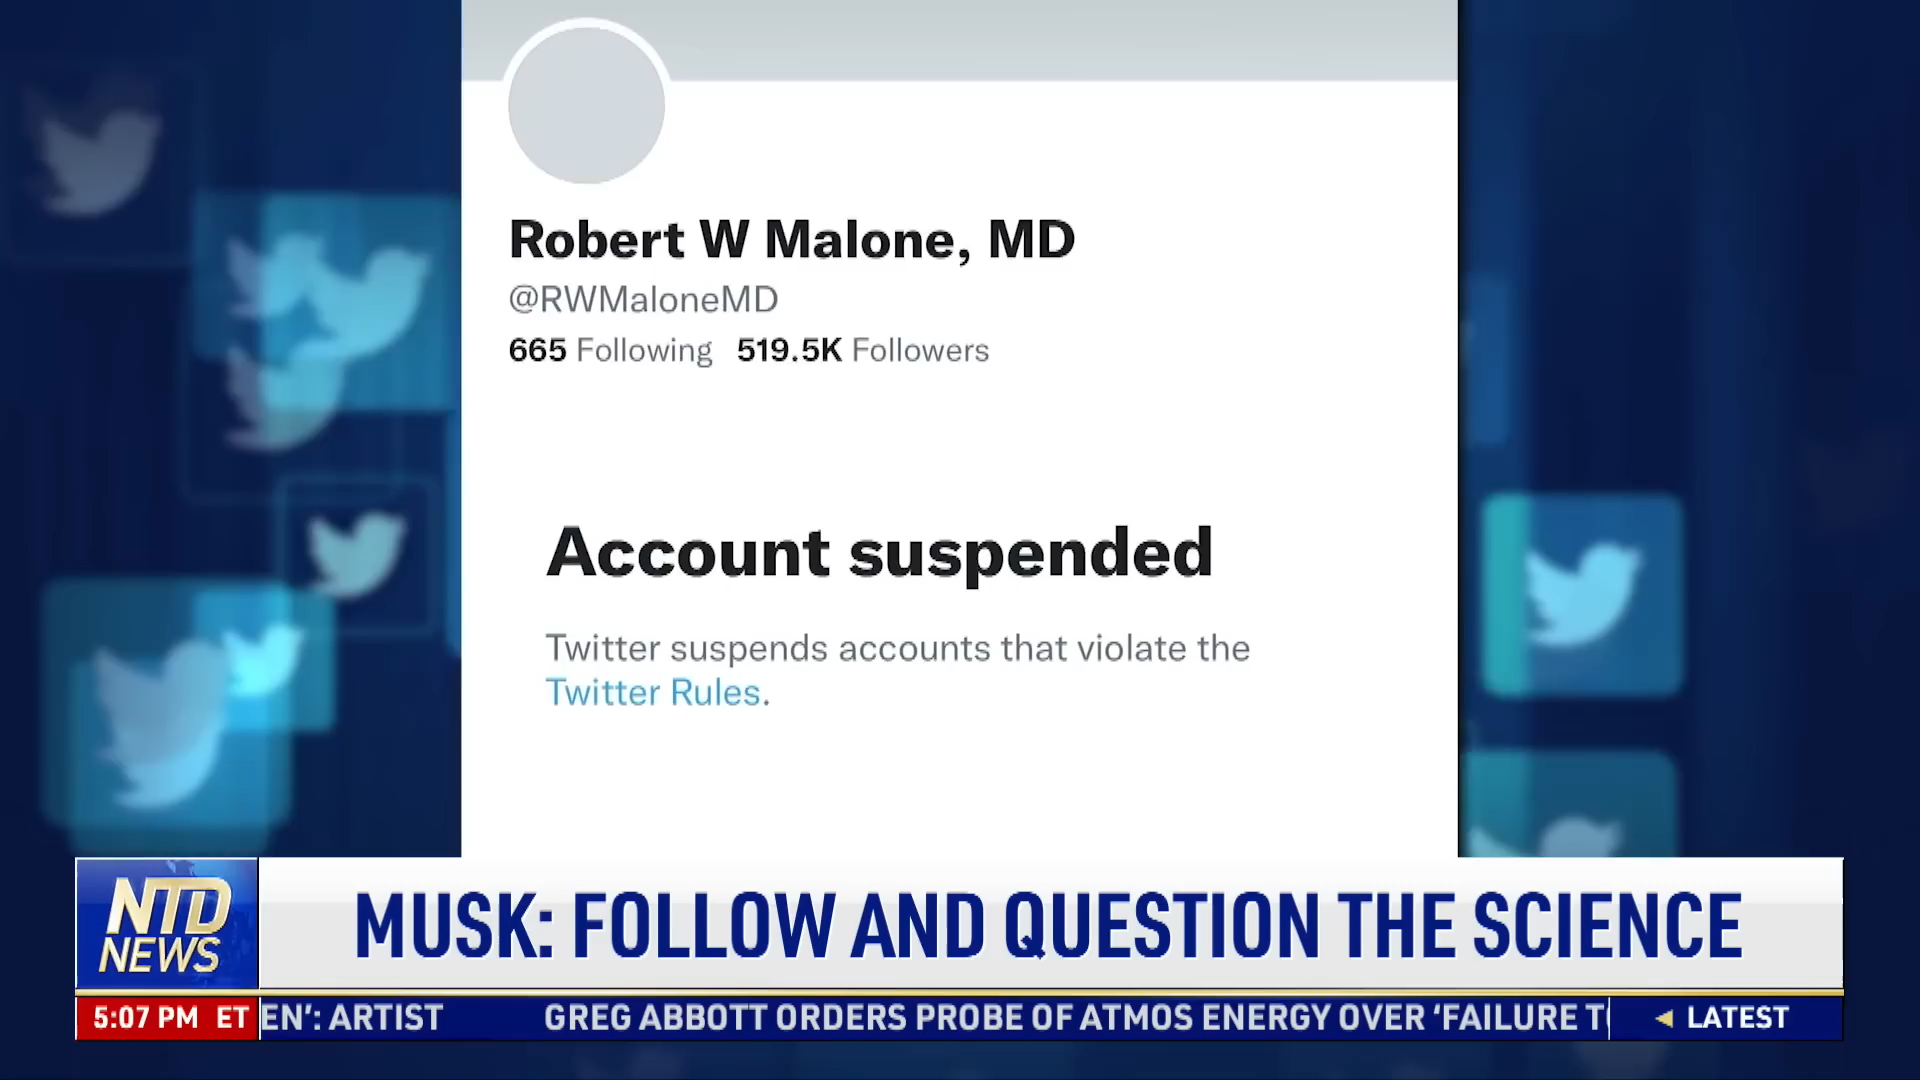 Robert W Malone, MD
@RWMaloneMD
665 Following 519.5K Followers
Account suspended
Twitter suspends accounts that violate the
Twitter Rules.
NTD
NEWS
MUSK: FOLLOW AND QUESTION THE SCIENCE
5:07 PM ET
EN': ARTIST GREG ABBOTT ORDERS PROBE OF ATMOS ENERGY OVER 'FAILURE T
◄ LATEST